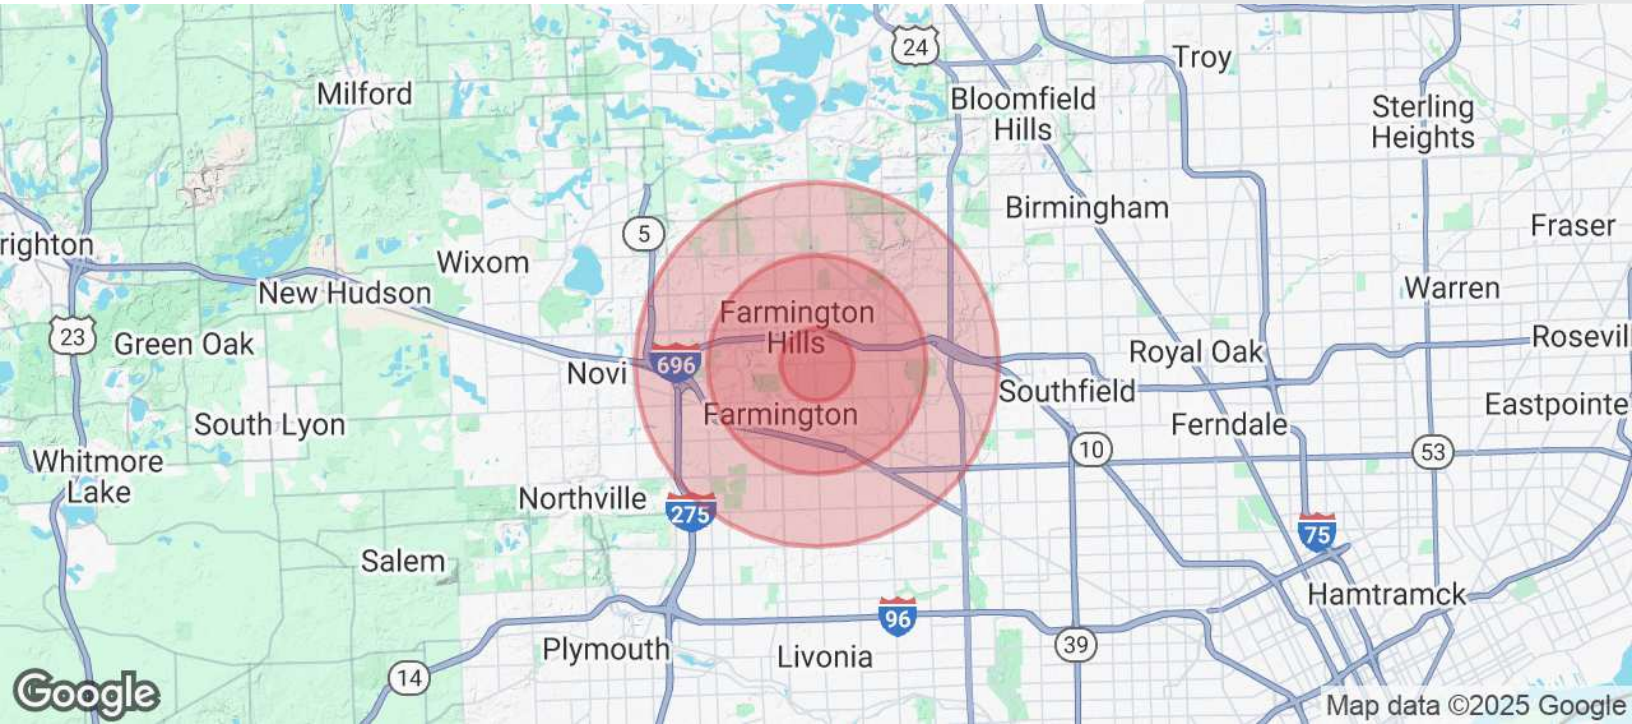 24
Troy
Milford
Bloomfield
Hills
Sterling
Heights
Birmingham
Fraser
5
righton
Wixom
New Hudson
Warren
Farmington
Hills
23
Green Oak
Novi
696
Royal Oak
Rosevill
Southfield
Eastpointe
Farmington
South Lyon
Ferndale
10
53
Whitmore
Lake
Northville
275
75
Salem
Hamtramck
96
39
Plymouth
Livonia
14
Google
Map data ©2025 Google